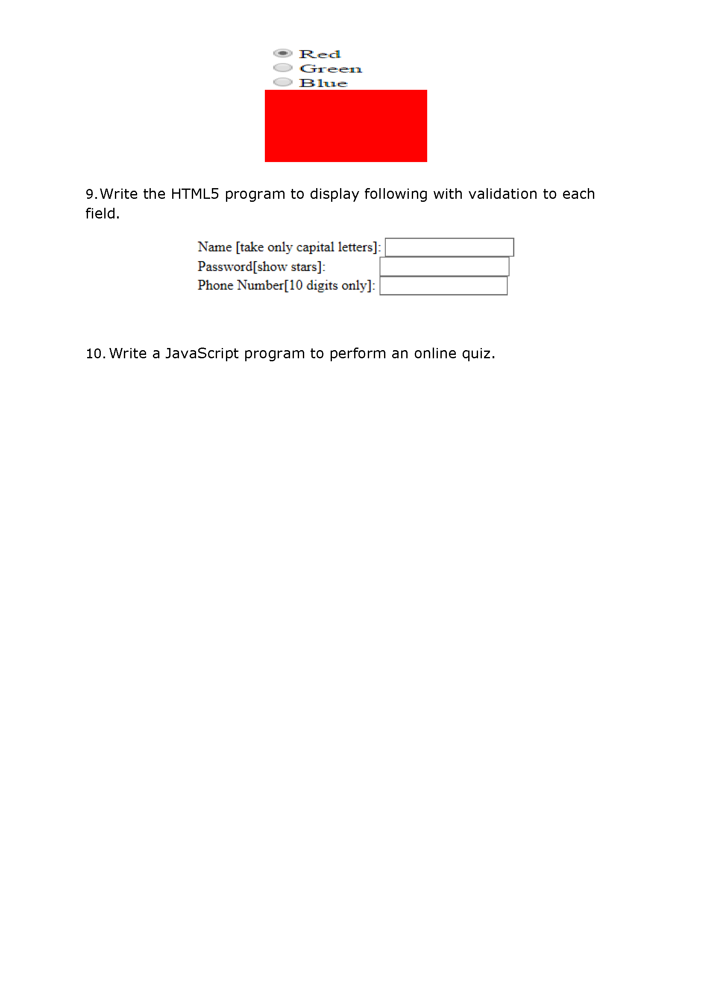 Red
Green
Blue
9.Write the HTML5 program to display following with validation to each
field.
Name [take only capital letters]:
Password[show stars]:
Phone Number[10 digits only]:
10. Write a JavaScript program to perform an online quiz.